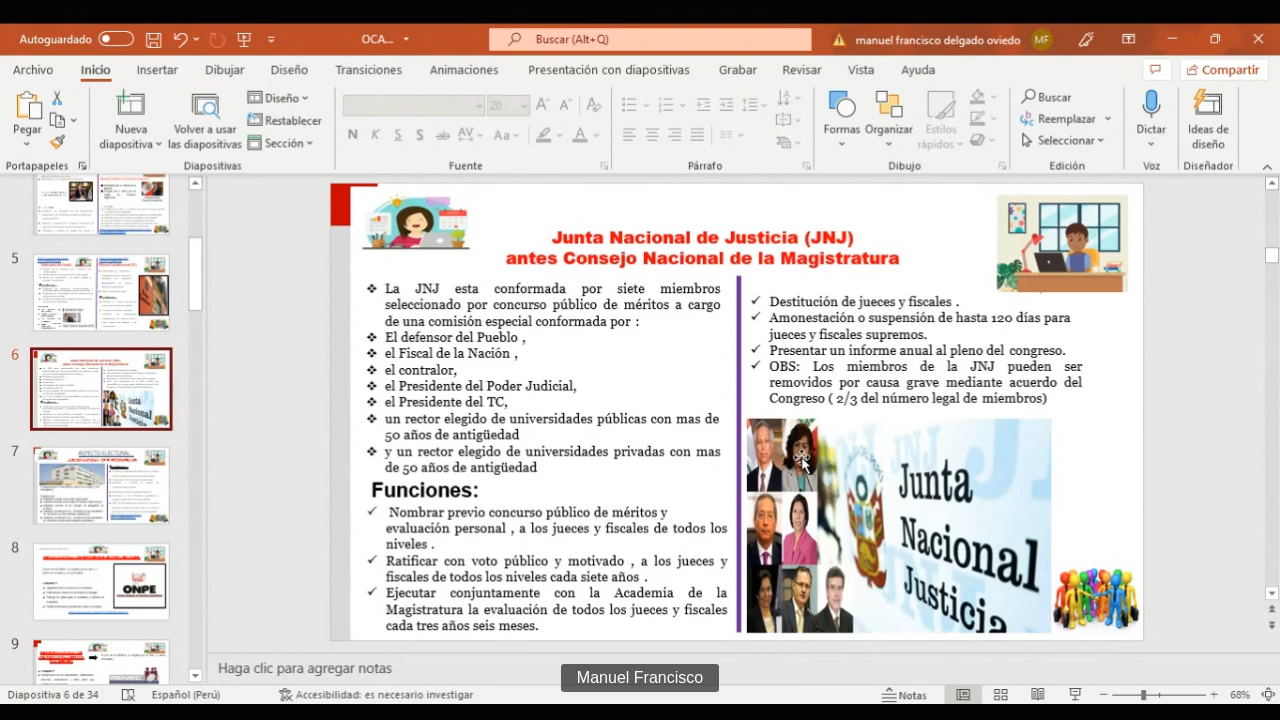 Autoguardado
OCA...
Buscar (Alt+Q)
manuel francisco delgado oviedo
MF
Archivo
Inicio
Insertar
Dibujar
Diseño
Transiciones
Animaciones
Presentación con diapositivas
Grabar
Revisar
Vista
Ayuda
Compartir
Pegar
Nueva
diapositiva
Volver a usar
las diapositivas
Diseño
Restablecer
Sección
20
Formas
Organizar
Estilos
rápidos
Buscar
Reemplazar
Seleccionar
Dictar
Ideas de
diseño
Portapapeles
Diapositivas
Fuente
Párrafo
Dibujo
Edición
Voz
Diseñador
5
6
7
8
9
ASPECTO ELECTORAL
ONPE
Junta Nacional de Justicia (JNJ)
antes Consejo Nacional de la Magistratura
La JNJ esta conformada por siete miembros
seleccionado por concurso público de méritos a cargo
de una comisión especial conformada por :
El defensor del Pueblo ,
el Fiscal de la Nación ,
el contralor,
el Presidente del Poder Judicial,
el Presidente del TC,
un rector elegido de universidades públicas con mas de
50 años de antigüedad
un rector elegido de universidades privadas con mas
de 50 años de antigüedad
Funciones:
Nombrar previo concurso público de méritos y
evaluación personal , a los jueces y fiscales de todos los
niveles .
Ratificar con voto público y motivado , a los jueces y
fiscales de todos los niveles cada siete años .
Ejecutar conjuntamente con la Academia de la
Magistratura la evaluación de todos los jueces y fiscales
cada tres años seis meses.
Destitución de jueces y fiscales .
Amonestación o suspensión de hasta 120 días para
jueces y fiscales supremos.
Presentar un informe anual al pleno del congreso.
OBS: Los miembros de la JNJ pueden ser
removidos por causa grave mediante acuerdo del
Congreso ( 2/3 del número legal de miembros)
Junta
Nacional
Justicia
Haga clic para agregar notas
Manuel Francisco
Diapositiva 6 de 34
Español (Perú)
Accesibilidad: es necesario investigar
Notas
68%